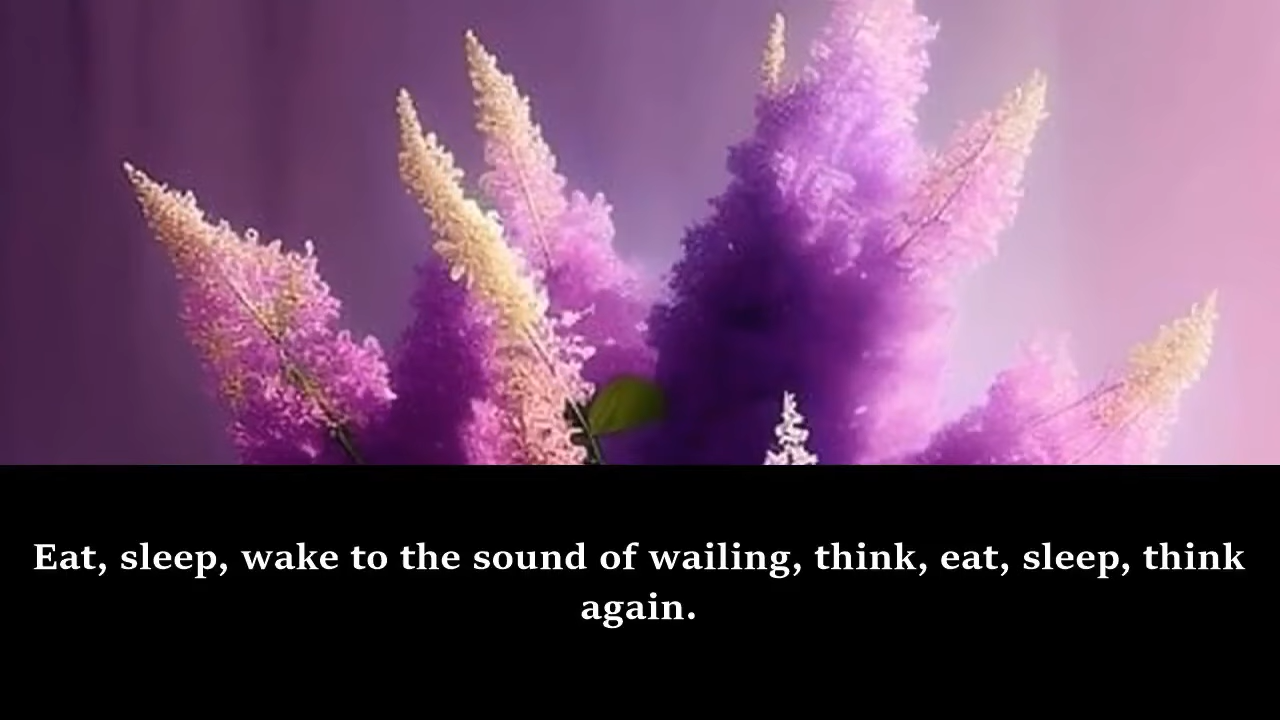 Eat, sleep, wake to the sound of wailing, think, eat, sleep, think
again.